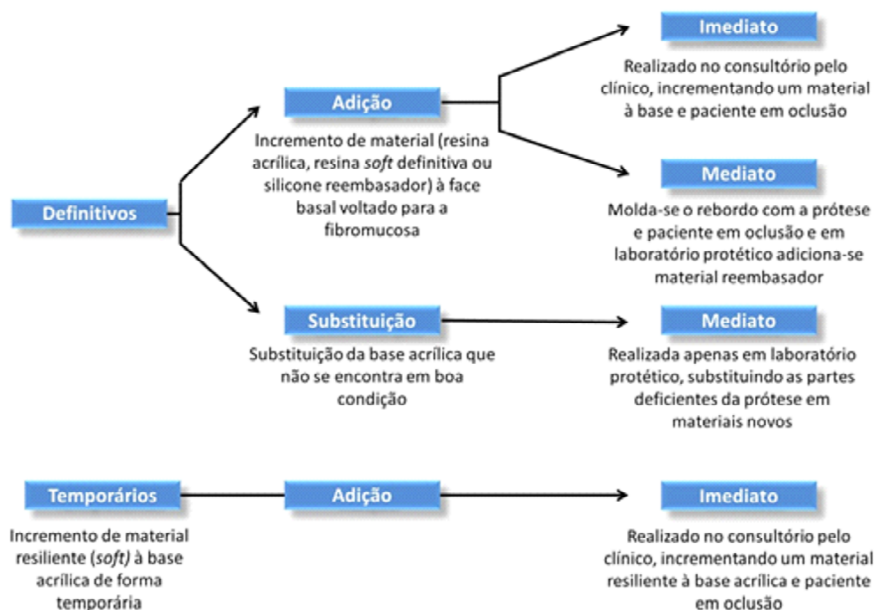 Imediato
Realizado no consultório pelo
clínico, incrementando um material
à base e paciente em oclusão
Adição
Incremento de material (resina
acrílica, resina soft definitiva ou
silicone reembasador) à face
basal voltado para a
fibromucosa
Mediato
Molda-se o rebordo com a prótese
e paciente em oclusão e em
laboratório protético adiciona-se
material reembasador
Definitivos
Substituição
Substituição da base acrílica que
não se encontra em boa
condição
Mediato
Realizada apenas em laboratório
protético, substituindo as partes
deficientes da prótese em
materiais novos
Temporários
Incremento de material
resiliente (soft) à base
acrílica de forma
temporária
Adição
Imediato
Realizado no consultório pelo
clínico, incrementando um material
resiliente à base acrílica e paciente
em oclusão